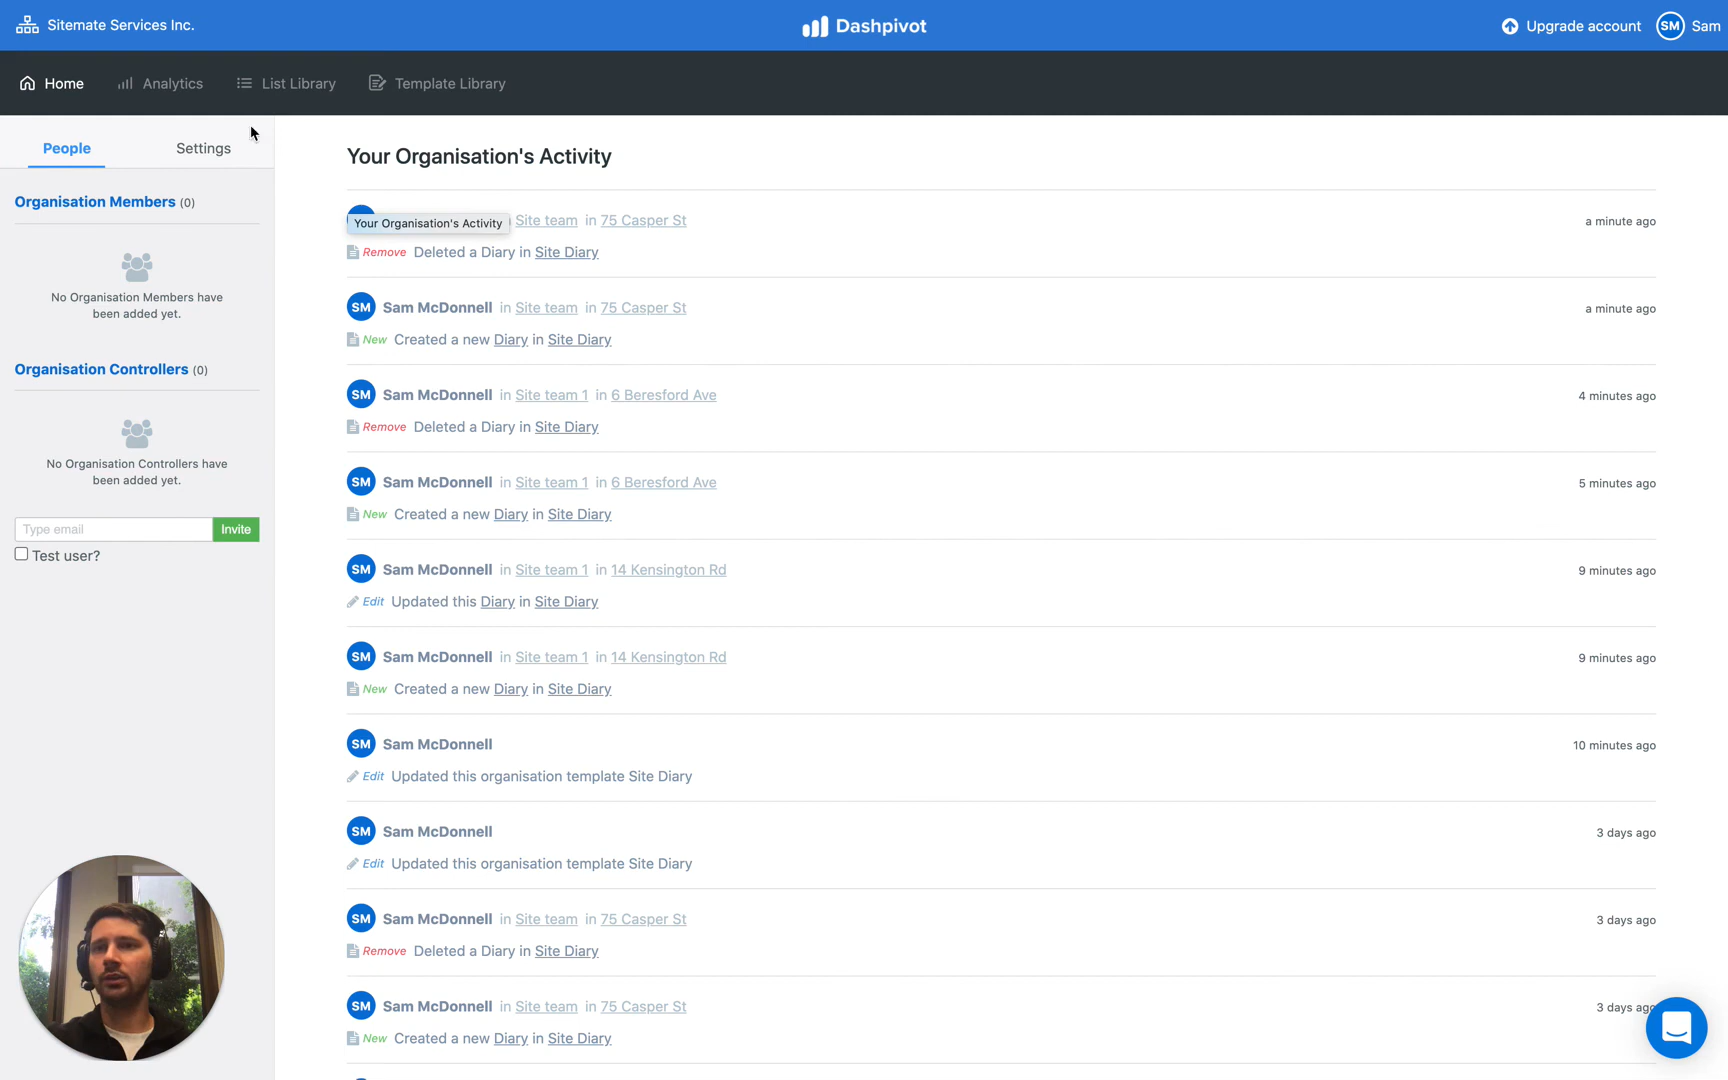 Sitemate Services Inc.
Dashpivot
Upgrade account
SM
Sam
Home
Analytics
List Library
Template Library
People
Settings
Organisation Members (0)
No Organisation Members have
been added yet.
Organisation Controllers (0)
No Organisation Controllers have
been added yet.
Type email
Invite
Test user?
Your Organisation's Activity
Your Organisation's Activity
Site team in 75 Casper St
a minute ago
Remove Deleted a Diary in Site Diary
SM Sam McDonnell in Site team in 75 Casper St
a minute ago
New Created a new Diary in Site Diary
SM Sam McDonnell in Site team 1 in 6 Beresford Ave
4 minutes ago
Remove Deleted a Diary in Site Diary
SM Sam McDonnell in Site team 1 in 6 Beresford Ave
5 minutes ago
New Created a new Diary in Site Diary
SM Sam McDonnell in Site team 1 in 14 Kensington Rd
9 minutes ago
Edit Updated this Diary in Site Diary
SM Sam McDonnell in Site team 1 in 14 Kensington Rd
9 minutes ago
New Created a new Diary in Site Diary
SM Sam McDonnell
10 minutes ago
Edit Updated this organisation template Site Diary
SM Sam McDonnell
3 days ago
Edit Updated this organisation template Site Diary
SM Sam McDonnell in Site team in 75 Casper St
3 days ago
Remove Deleted a Diary in Site Diary
SM Sam McDonnell in Site team in 75 Casper St
3 days ago
New Created a new Diary in Site Diary